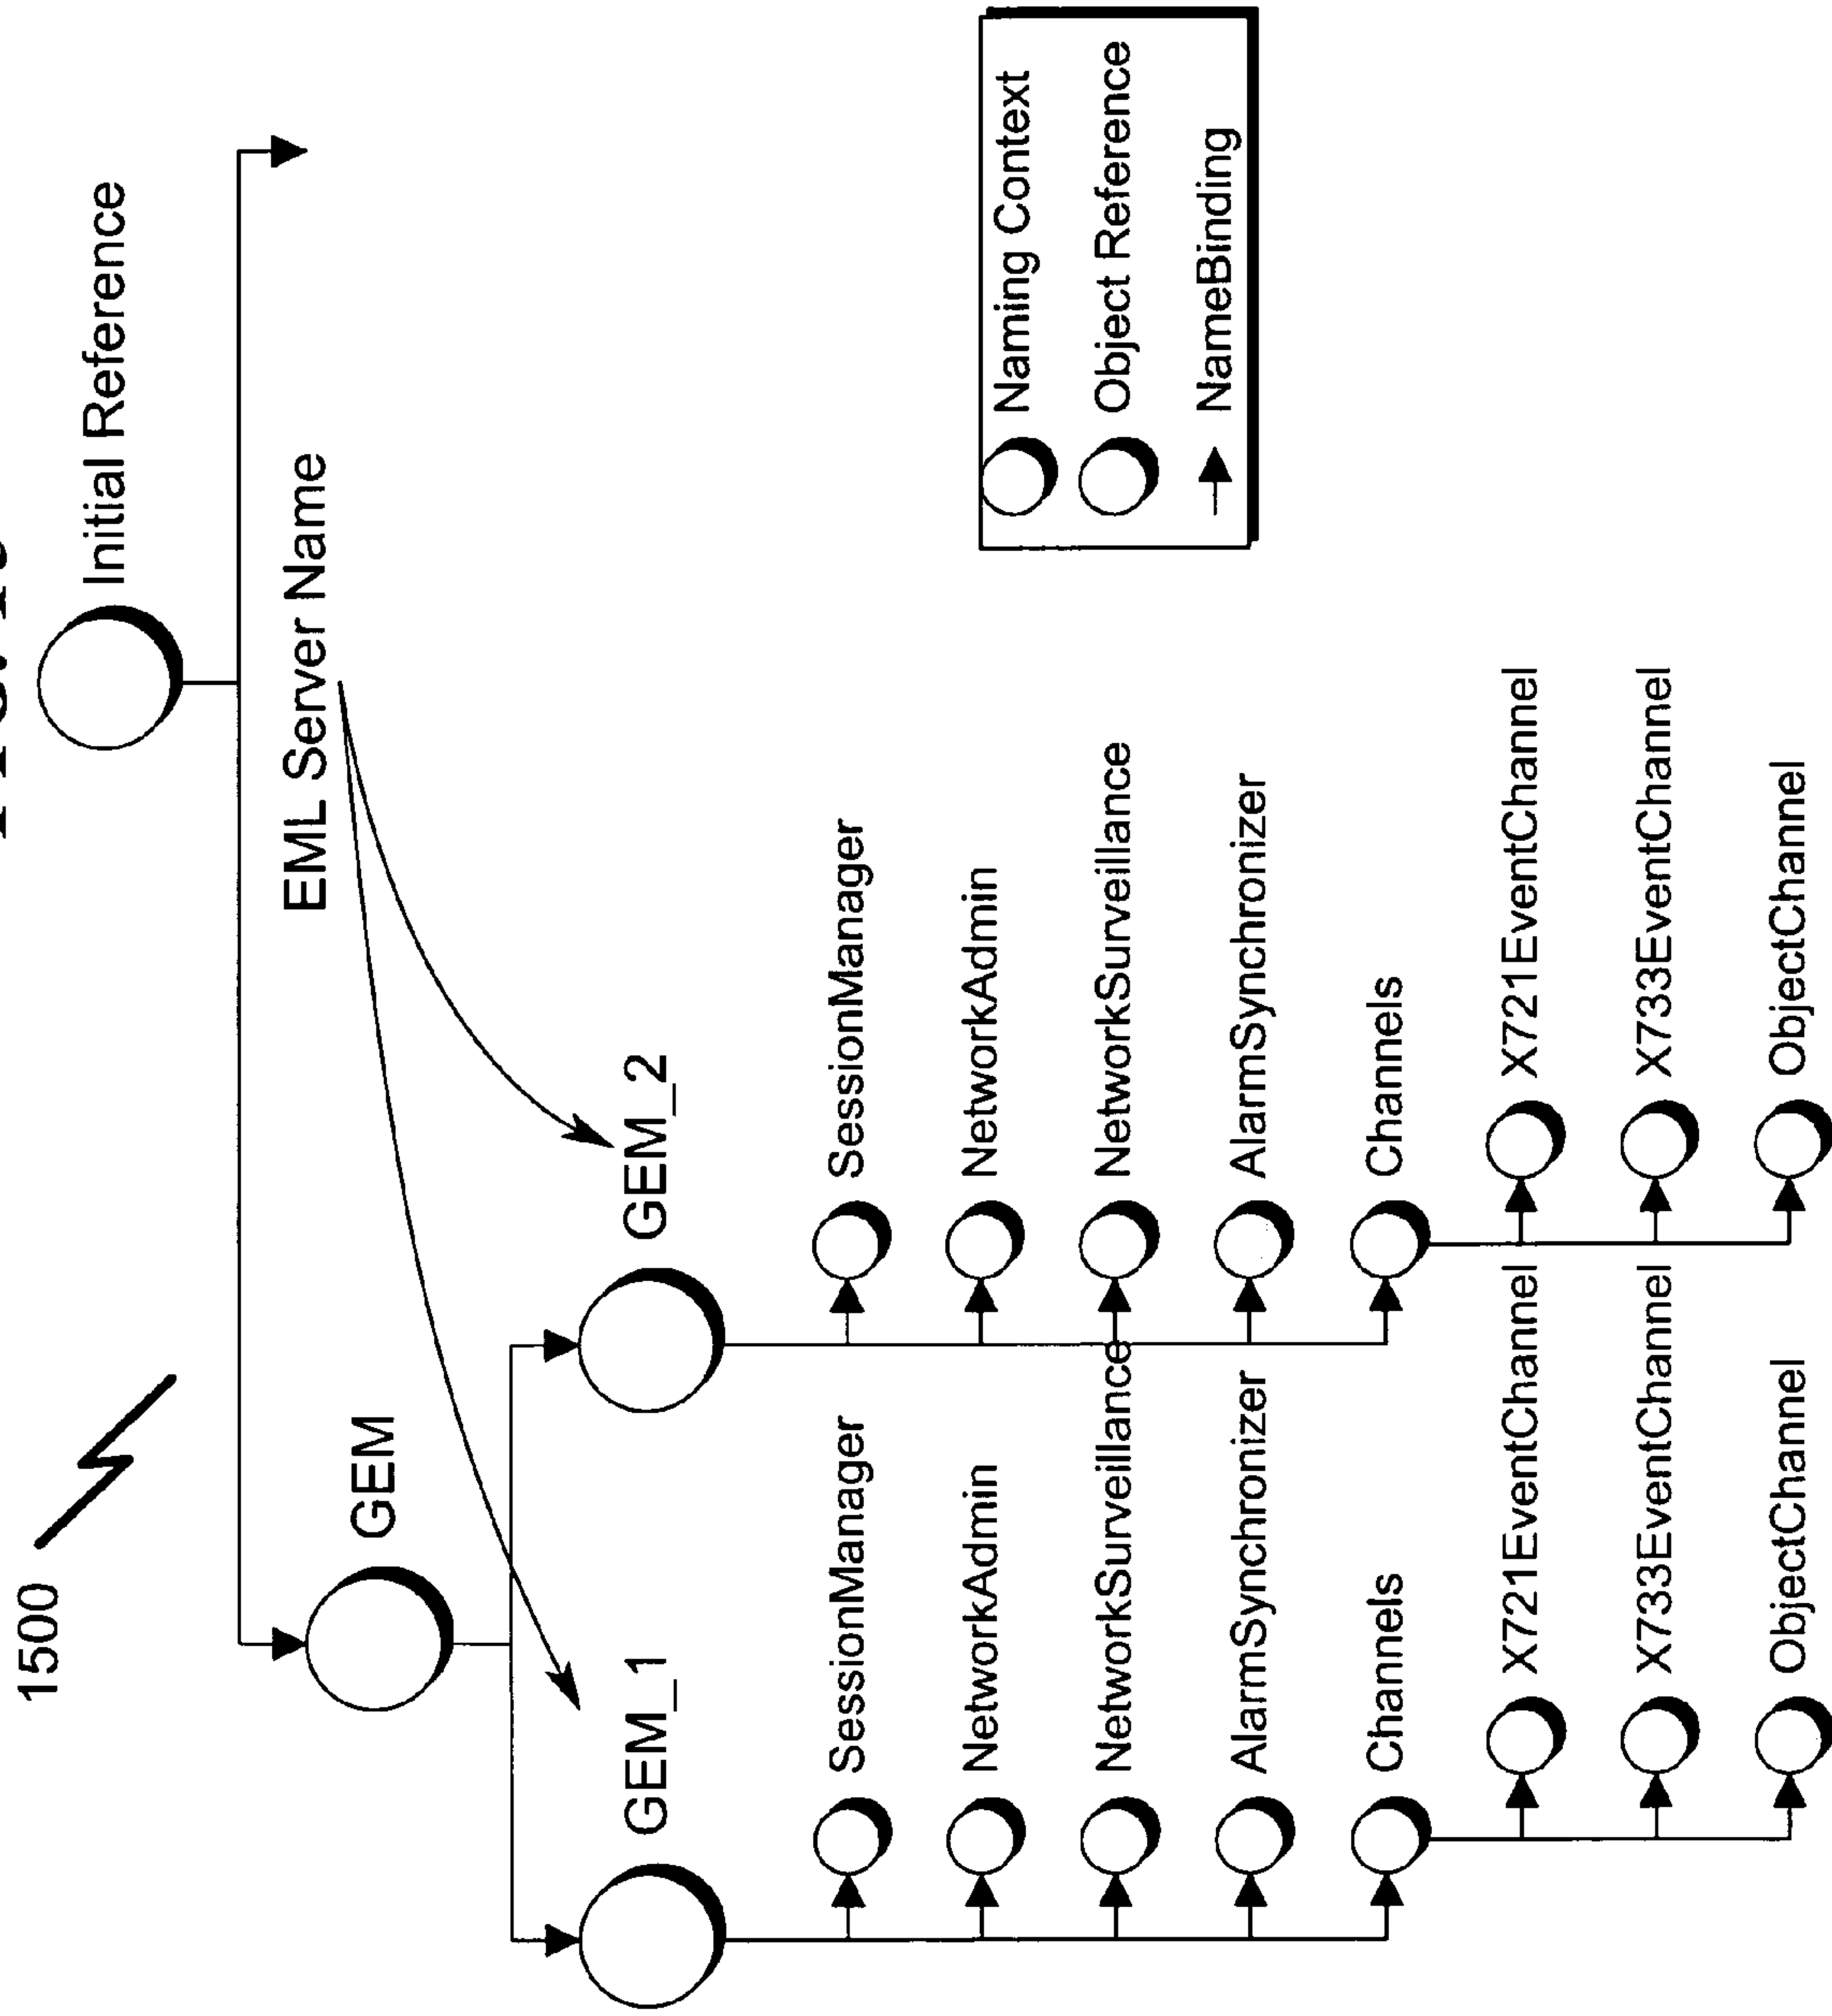 1500
Initial Reference
GEM
EML Server Name
GEM_1
GEM_2
SessionManager
NetworkAdmin
NetworkSurveillance
AlarmSynchronizer
Channels
X721EventChannel
X733EventChannel
ObjectChannel
SessionManager
NetworkAdmin
NetworkSurveillance
AlarmSynchronizer
Channels
X721EventChannel
X733EventChannel
ObjectChannel
Naming Context
Object Reference
NameBinding